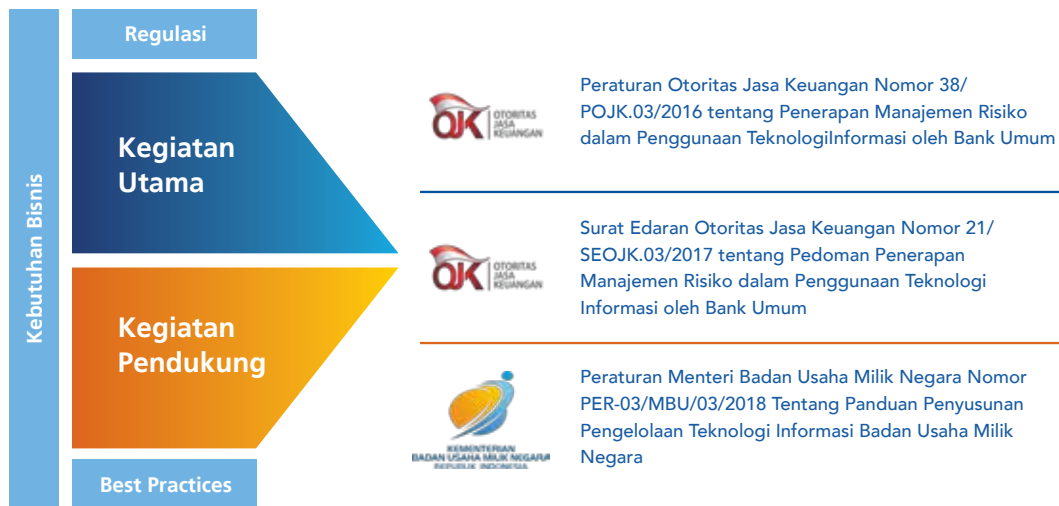 Kebutuhan Bisnis
Regulasi
Kegiatan
Utama
Kegiatan
Pendukung
Best Practices
OJK
OTORITAS
JASA
KEUANGAN
Peraturan Otoritas Jasa Keuangan Nomor 38/
POJK.03/2016 tentang Penerapan Manajemen Risiko
dalam Penggunaan TeknologiInformasi oleh Bank Umum
OJK
OTORITAS
JASA
KEUANGAN
Surat Edaran Otoritas Jasa Keuangan Nomor 21/
SEOJK.03/2017 tentang Pedoman Penerapan
Manajemen Risiko dalam Penggunaan Teknologi
Informasi oleh Bank Umum
KEMENTERIAN
BADAN USAHA MILIK NEGARA
REPUBLIK INDONESIA
Peraturan Menteri Badan Usaha Milik Negara Nomor
PER-03/MBU/03/2018 Tentang Panduan Penyusunan
Pengelolaan Teknologi Informasi Badan Usaha Milik
Negara